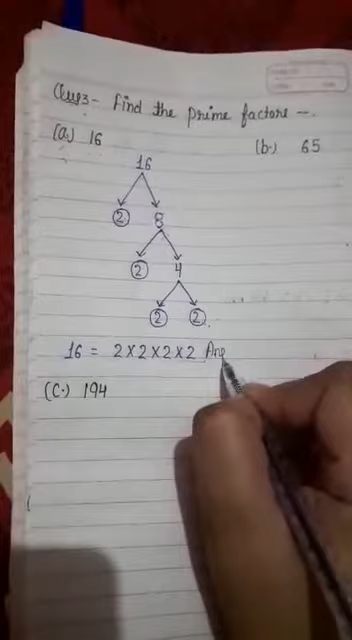 Ques3- Find the prime factors -.
(a.) 16
(b.) 65
16
2 8
2 4
2 2
16 = 2×2×2×2 Ans
(C.) 194